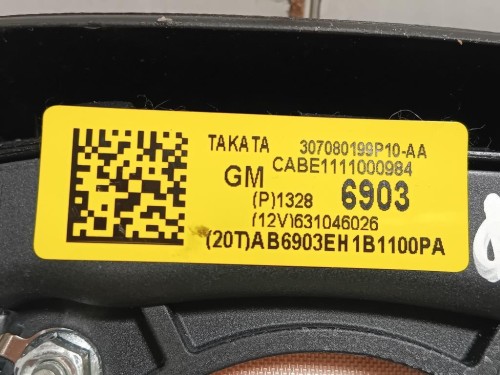 TAKATA 307080199P10-AA
CABE1111000984
GM (P)1328 6903
(12V)631046026
(20T)AB6903EH1B1100PA